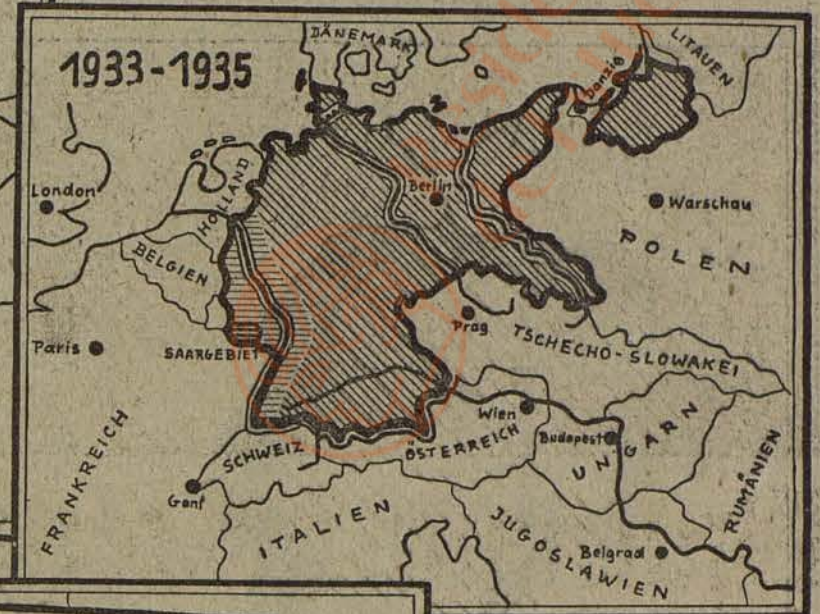 1933-1935
DÄNEMARK
LITAUEN
Danzig
HOLLAND
London
Berlin
Warschau
POLEN
BELGIEN
Paris
SAARGEBIET
Prag
TSCHECHO-SLOWAKEI
FRANKREICH
SCHWEIZ
ÖSTERREICH
Wien
Budapest
UNGARN
RUMÄNIEN
Genf
ITALIEN
JUGOSLAWIEN
Belgrad